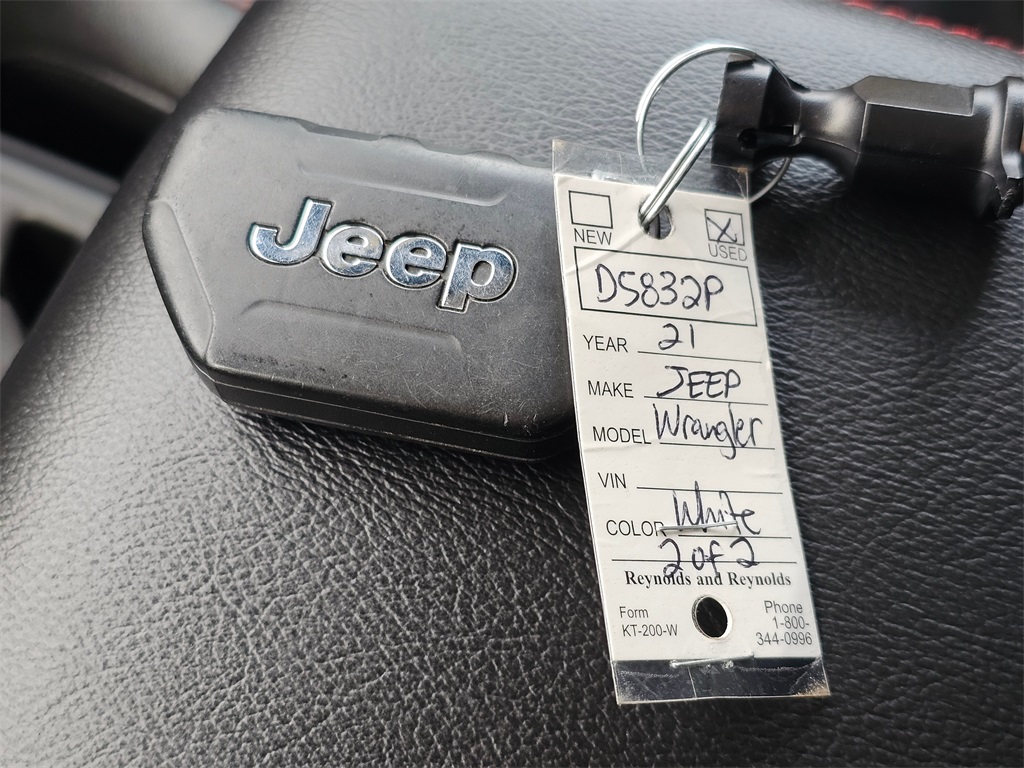 Jeep
NEW
USED
D5832P
YEAR 21
MAKE JEEP
MODEL Wrangler
VIN
COLOR White
2 of 2
Reynolds and Reynolds
Form
KT-200-W
Phone
1-800-
344-0996